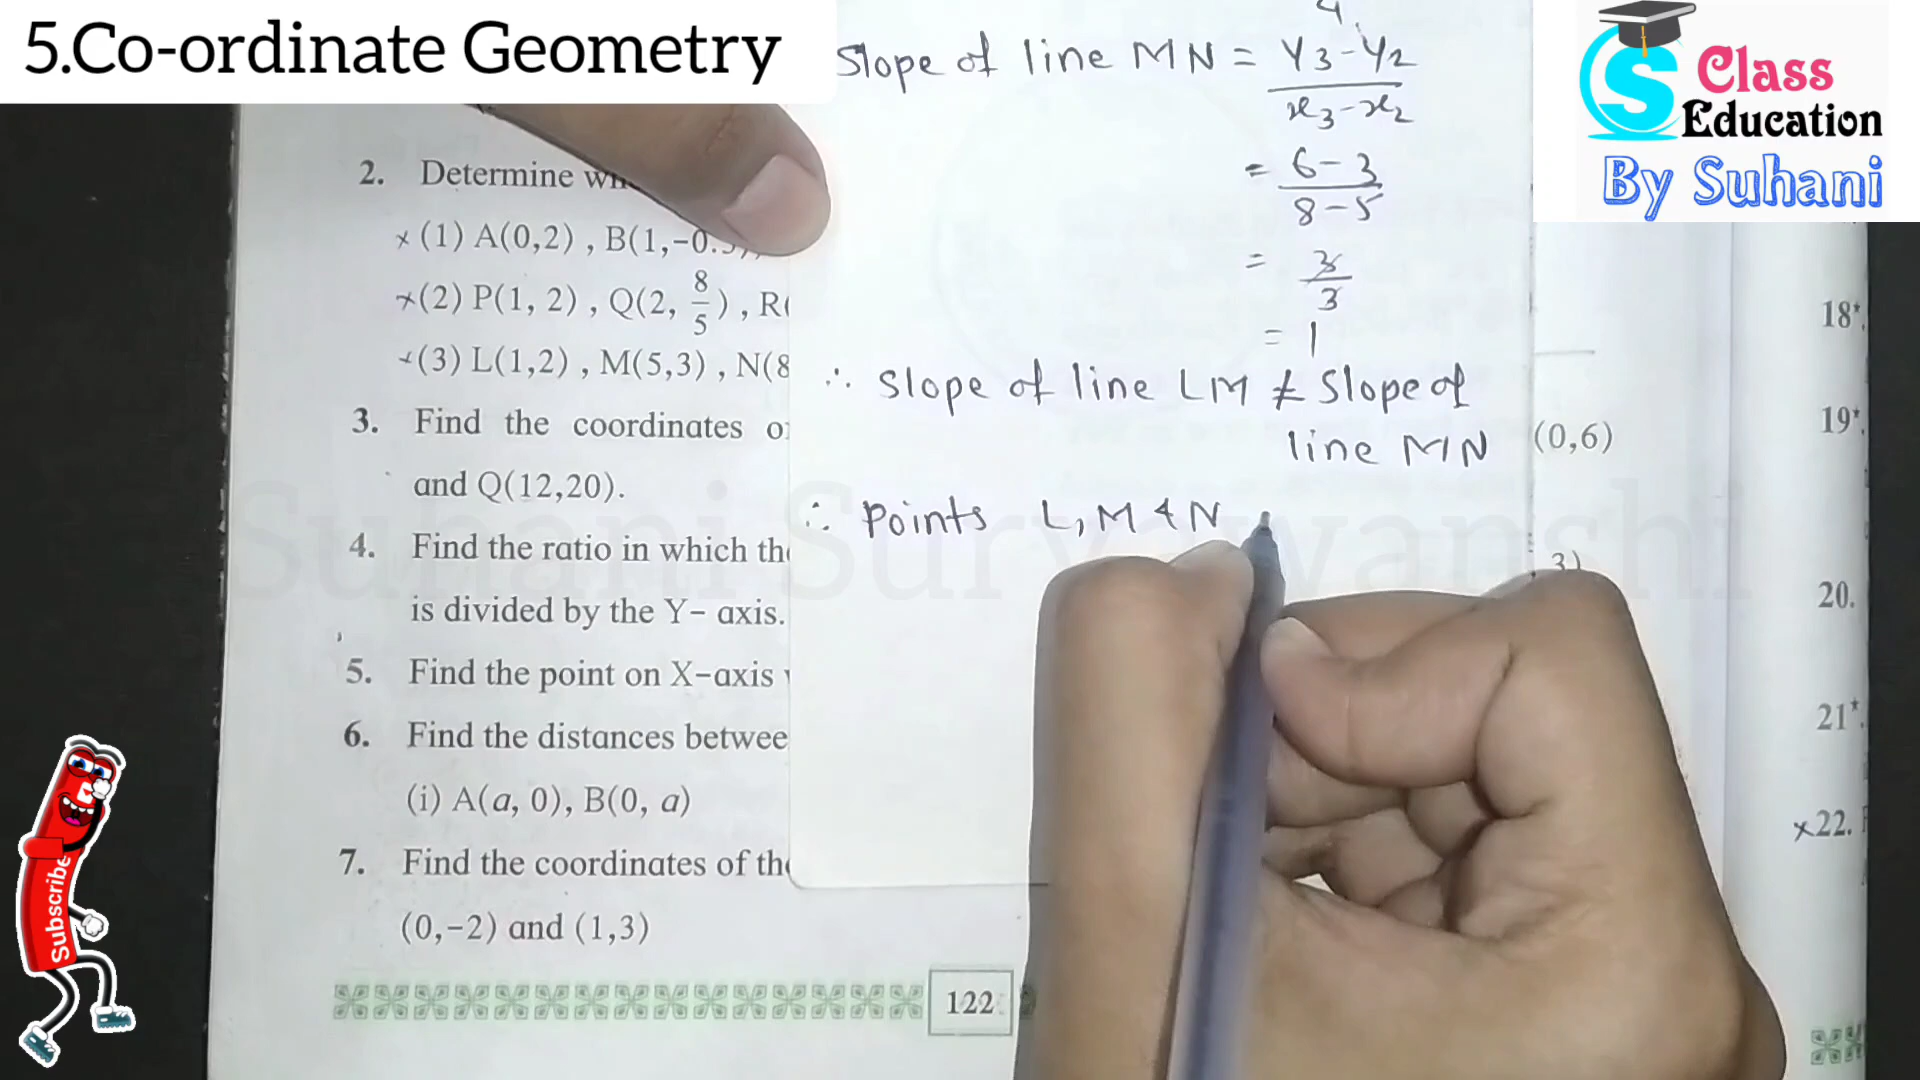 5.Co-ordinate Geometry
Class
Education
By Suhani
2. Determine
× (1) A(0,2) , B(1,-0.
×(2) P(1, 2) , Q(2, 8/5) , R(
(3) L(1,2) , M(5,3) , N(8
3. Find the coordinates
and Q(12,20).
4. Find the ratio in which
is divided by the Y- axis.
5. Find the point on X-axis
6. Find the distances
(i) A(a, 0), B(0, a)
7. Find the coordinates of
(0,-2) and (1,3)
122
Slope of line MN = y3-y2 / x3-x2
= 6-3 / 8-5
= 3/3
= 1
∴ Slope of line LM ≠ Slope of
line MN
∴ Points L, M & N
(0,6)
3)
18*.
19*.
20.
21*.
×22.
Suhani Suryawanshi
Subscribe